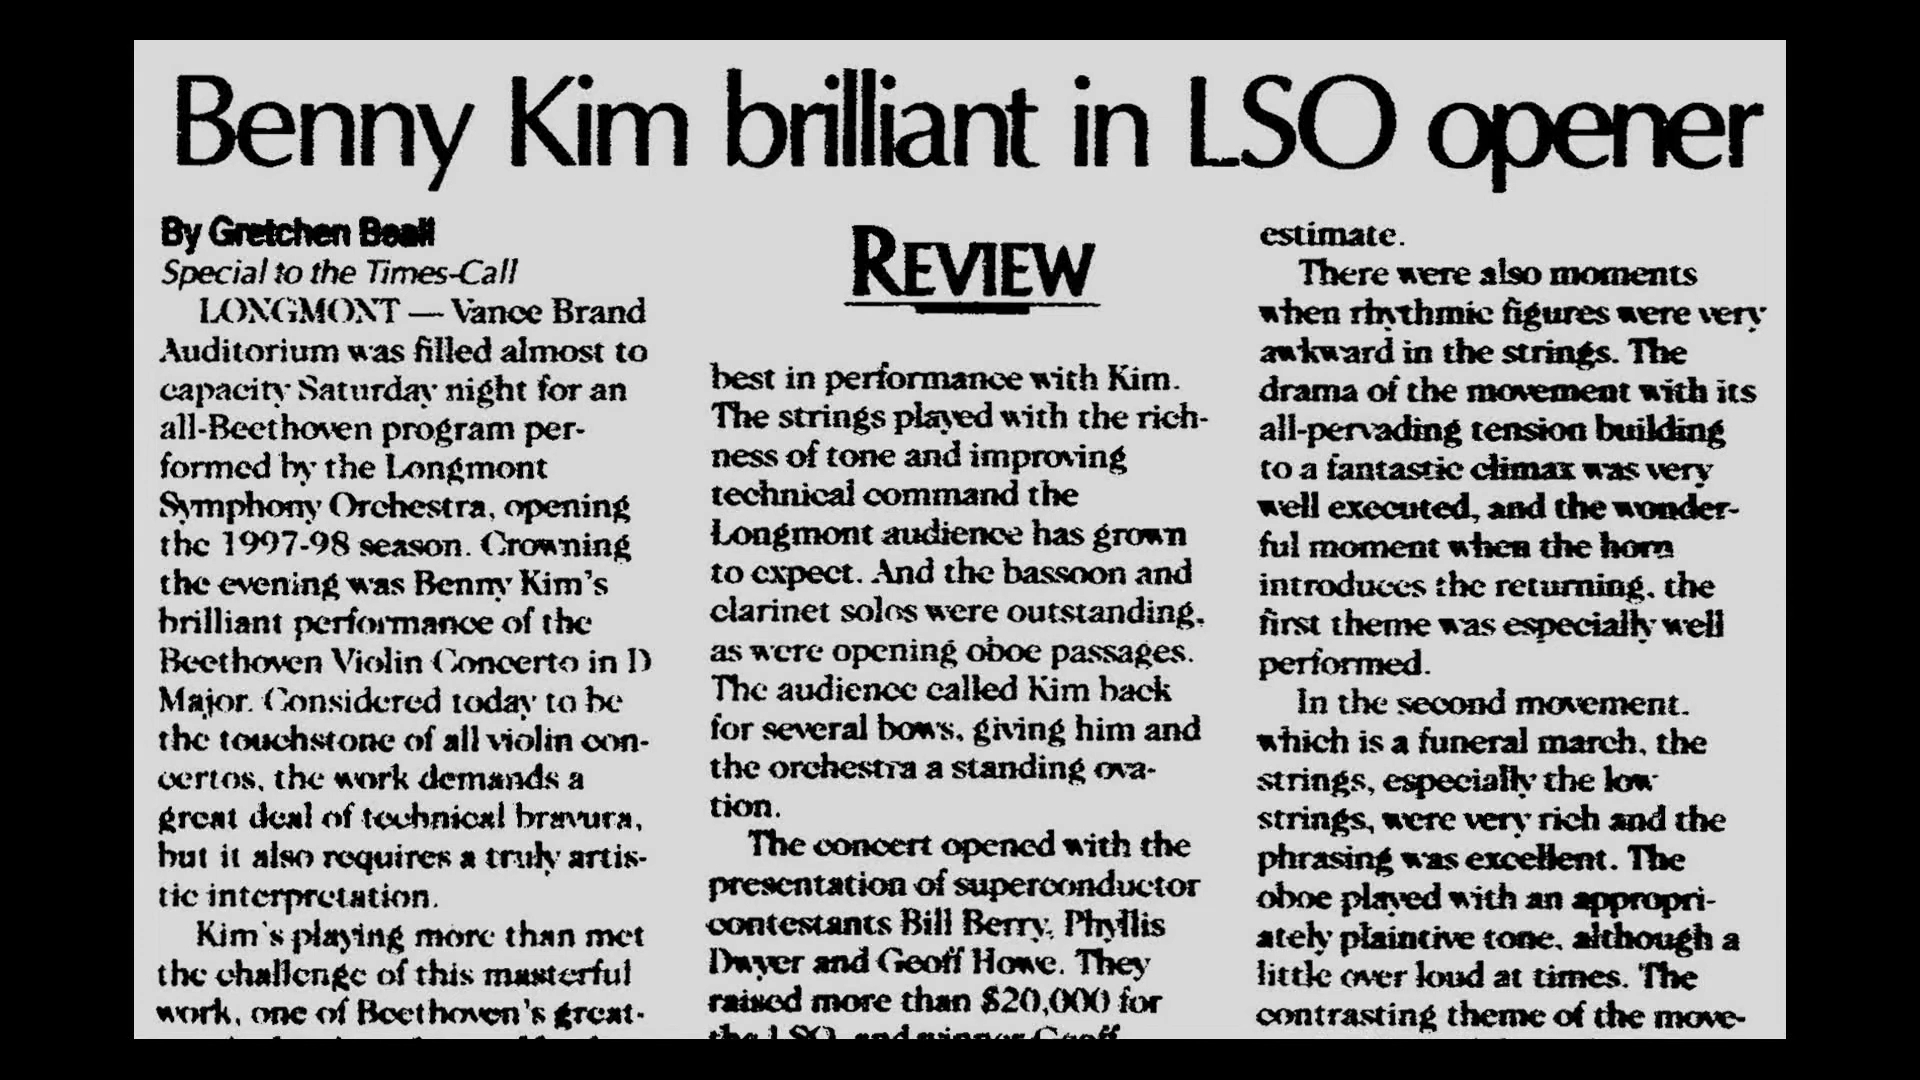 Benny Kim brilliant in LSO opener
By Gretchen Beall
Special to the Times-Call
LONGMONT — Vance Brand
Auditorium was filled almost to
capacity Saturday night for an
all-Beethoven program per-
formed by the Longmont
Symphony Orchestra, opening
the 1997-98 season. Crowning
the evening was Benny Kim's
brilliant performance of the
Beethoven Violin Concerto in D
Major. Considered today to be
the touchstone of all violin con-
certos, the work demands a
great deal of technical bravura,
but it also requires a truly artis-
tic interpretation.
Kim's playing more than met
the challenge of this masterful
work, one of Beethoven's great-
REVIEW
best in performance with Kim.
The strings played with the rich-
ness of tone and improving
technical command the
Longmont audience has grown
to expect. And the bassoon and
clarinet solos were outstanding,
as were opening oboe passages.
The audience called Kim back
for several bows, giving him and
the orchestra a standing ova-
tion.
The concert opened with the
presentation of superconductor
contestants Bill Berry, Phyllis
Dwyer and Geoff Howe. They
raised more than $20,000 for
the LSO, and winner Geoff
estimate.
There were also moments
when rhythmic figures were very
awkward in the strings. The
drama of the movement with its
all-pervading tension building
to a fantastic climax was very
well executed, and the wonder-
ful moment when the horn
introduces the returning, the
first theme was especially well
performed.
In the second movement,
which is a funeral march, the
strings, especially the low
strings, were very rich and the
phrasing was excellent. The
oboe played with an appropri-
ately plaintive tone, although a
little over loud at times. The
contrasting theme of the move-